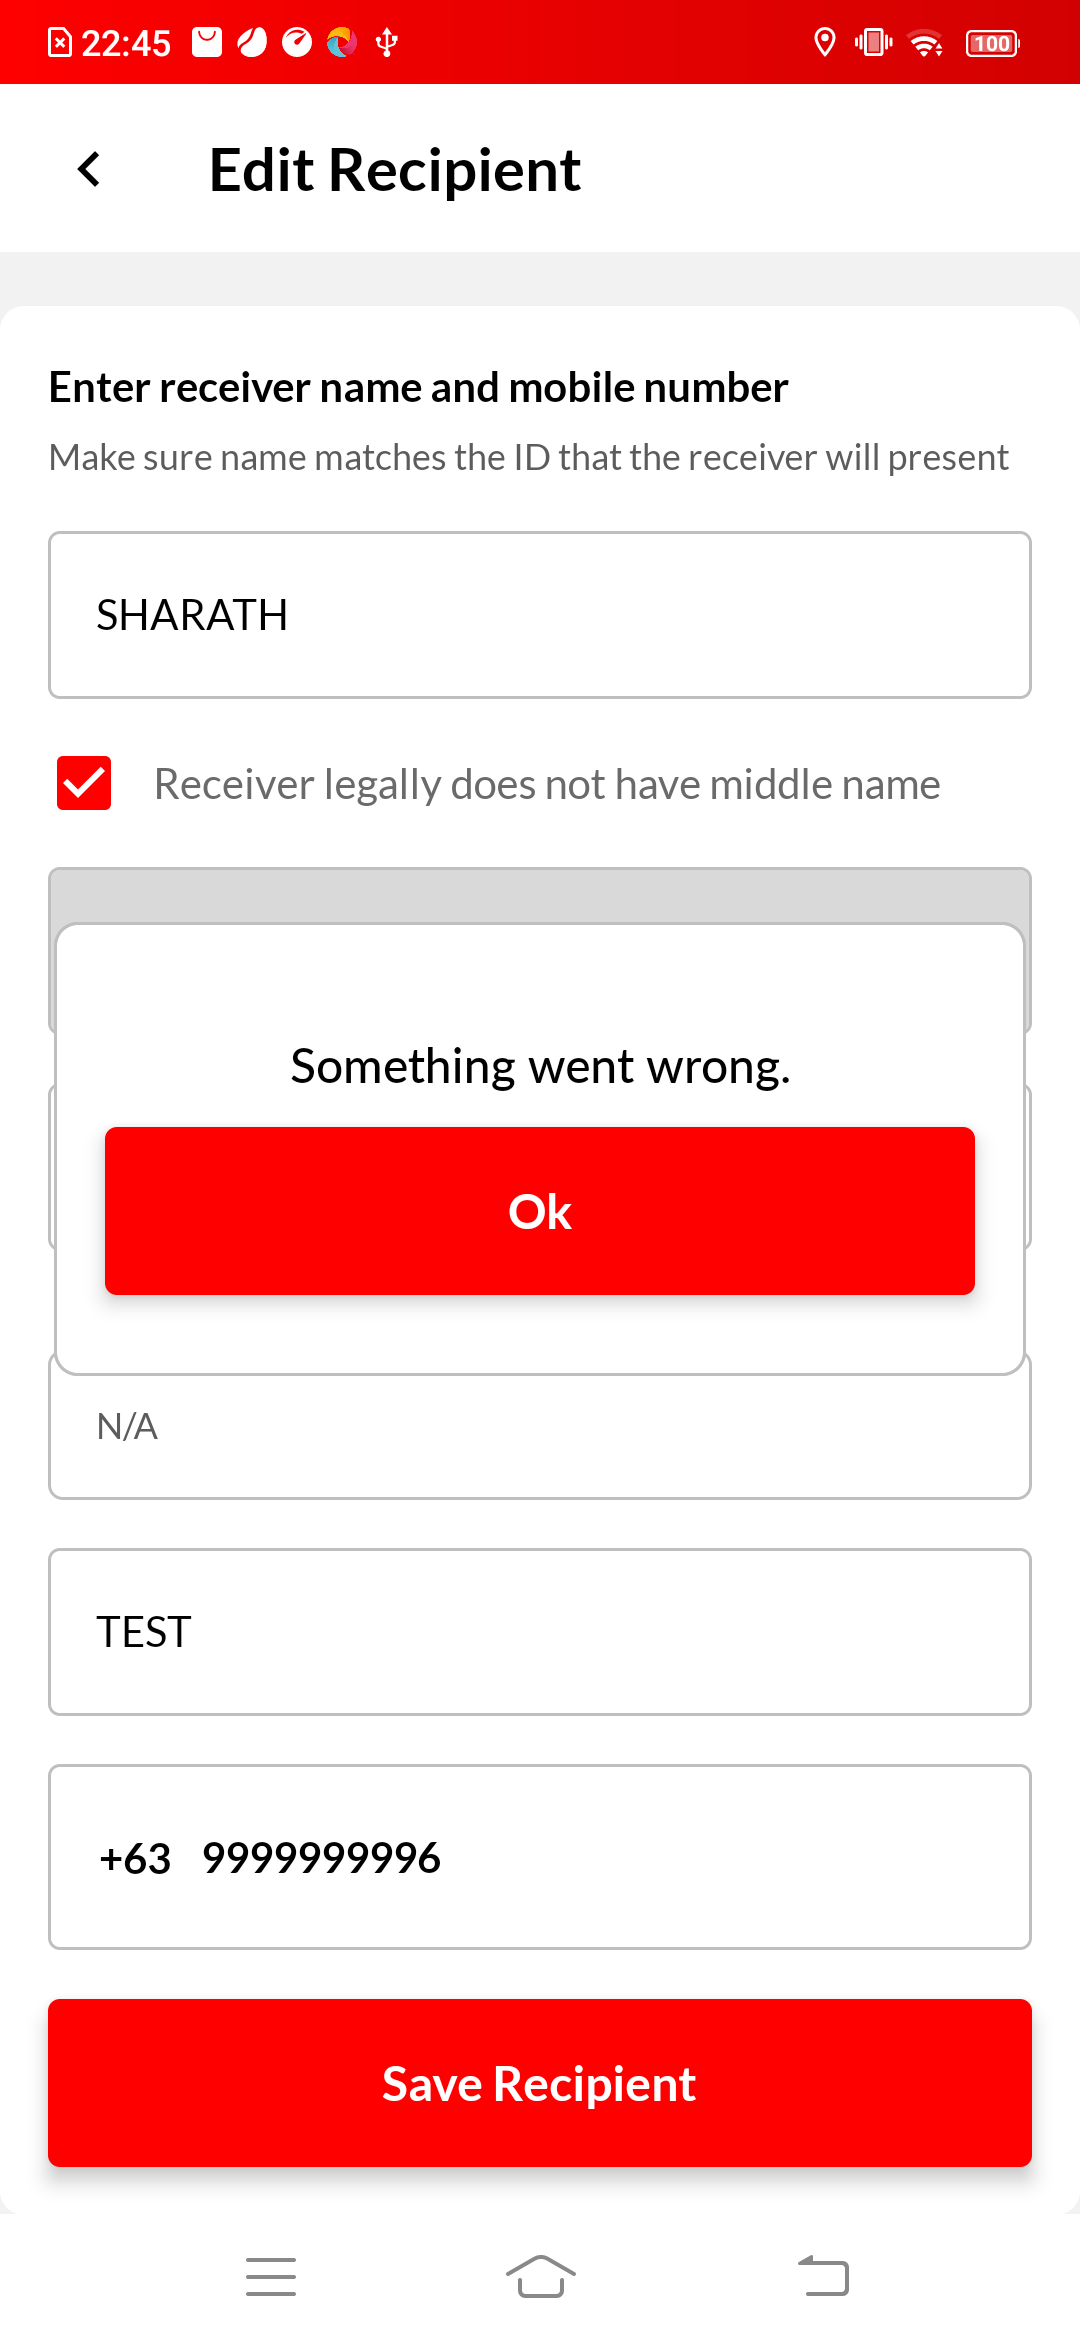 22:45
100
Edit Recipient
Enter receiver name and mobile number
Make sure name matches the ID that the receiver will present
SHARATH
Receiver legally does not have middle name
Something went wrong.
Ok
N/A
TEST
+63 9999999996
Save Recipient